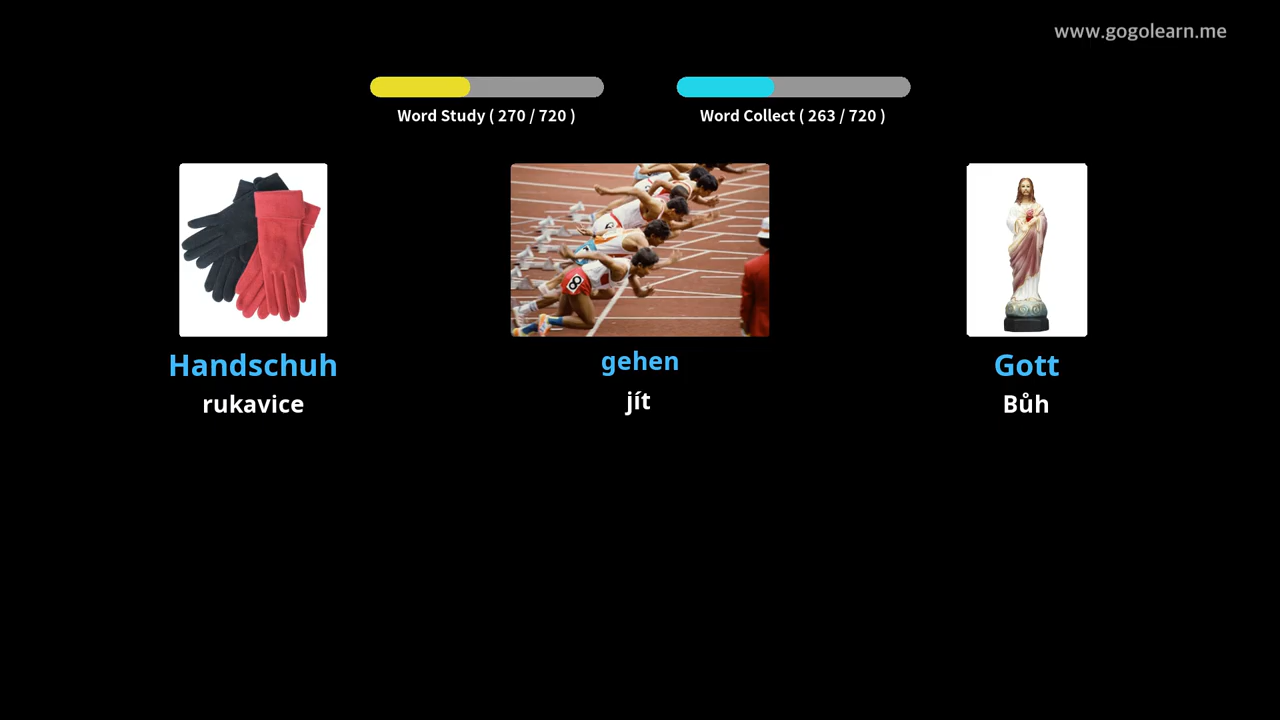 www.gogolearn.me
Word Study ( 270 / 720 )
Word Collect ( 263 / 720 )
Handschuh
gehen
Gott
rukavice
jít
Bůh